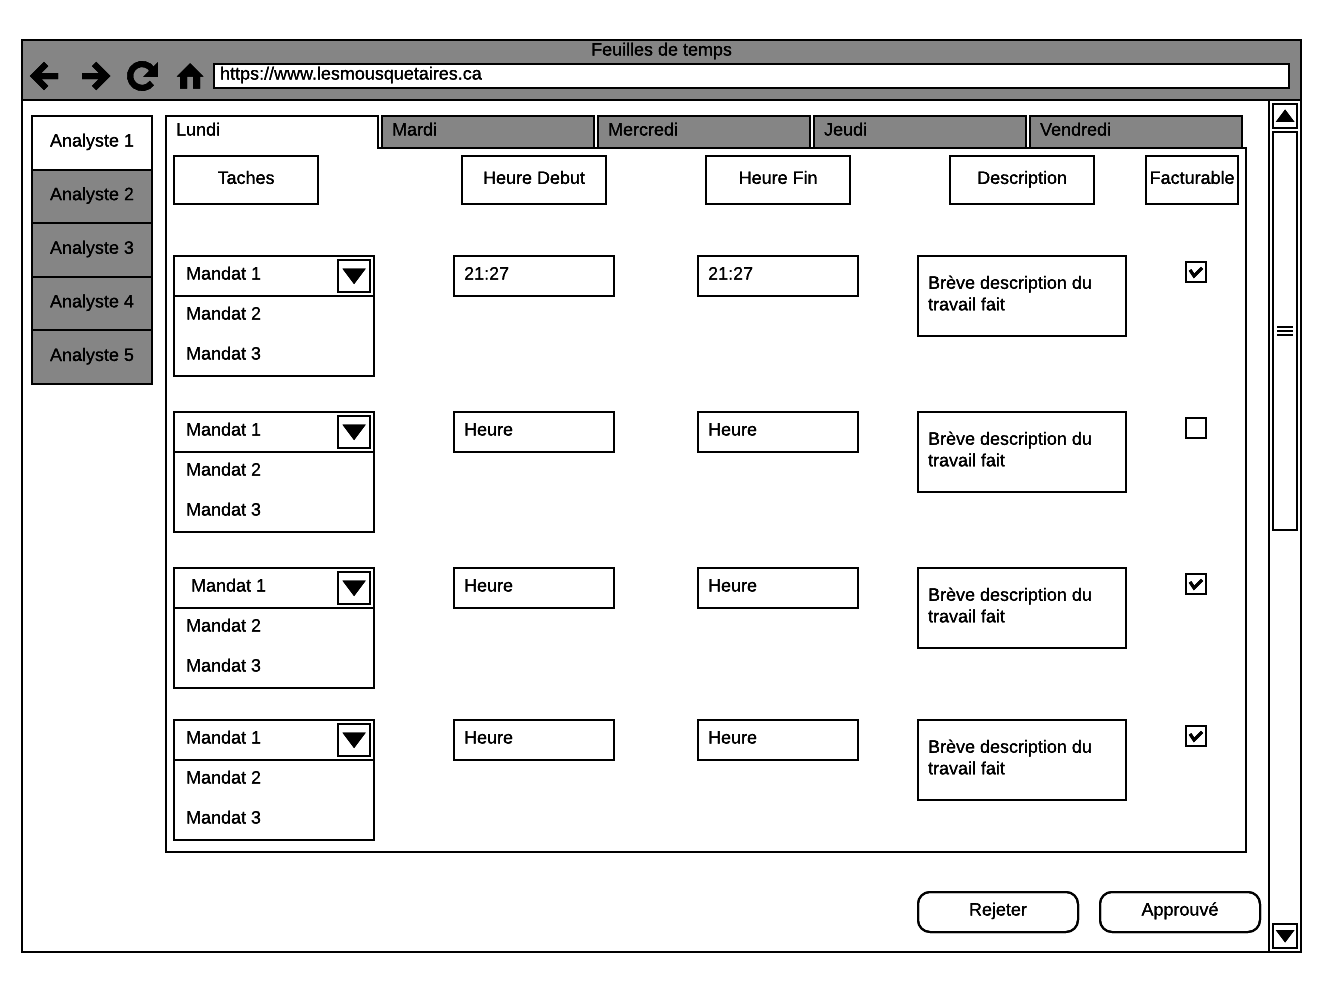 Feuilles de temps
https://www.lesmousquetaires.ca
Analyste 1
Analyste 2
Analyste 3
Analyste 4
Analyste 5
Lundi
Mardi
Mercredi
Jeudi
Vendredi
Taches
Heure Debut
Heure Fin
Description
Facturable
Mandat 1
Mandat 2
Mandat 3
21:27
21:27
Brève description du
travail fait
Mandat 1
Mandat 2
Mandat 3
Heure
Heure
Brève description du
travail fait
Mandat 1
Mandat 2
Mandat 3
Heure
Heure
Brève description du
travail fait
Mandat 1
Mandat 2
Mandat 3
Heure
Heure
Brève description du
travail fait
Rejeter
Approuvé